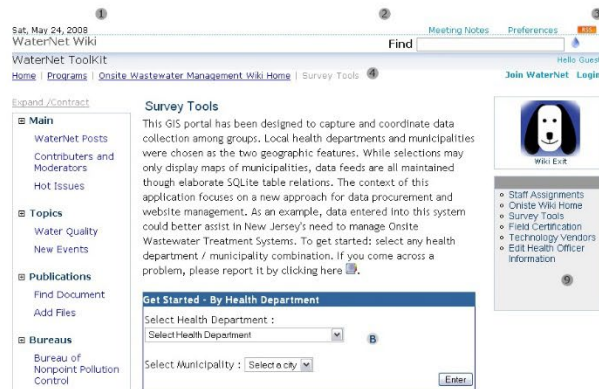 1
2
3
Sat, May 24, 2008
Meeting Notes Preferences RSS
WaterNet Wiki
Find
WaterNet ToolKit
Hello Guest
Home | Programs | Onsite Wastewater Management Wiki Home | Survey Tools 4
Join WaterNet Login
Expand /Contract
Main
WaterNet Posts
Contributers and
Moderators
Hot Issues
Topics
Water Quality
New Events
Publications
Find Document
Add Files
Bureaus
Bureau of
Nonpoint Pollution
Control
Survey Tools
This GIS portal has been designed to capture and coordinate data
collection among groups. Local health departments and municipalities
were chosen as the two geographic features. While selections may
only display maps of municipalities, data feeds are all maintained
though elaborate SQLite table relations. The context of this
application focuses on a new approach for data procurement and
website management. As an example, data entered into this system
could better assist in New Jersey's need to manage Onsite
Wastewater Treatment Systems. To get started: select any health
department / municipality combination. If you come across a
problem, please report it by clicking here .
Get Started - By Health Department
Select Health Department :
Select Health Department
B
Select Municipality : Select a city
Enter
Wiki Exit
Staff Assignments
Oniste Wiki Home
Survey Tools
Field Certification
Technology Vendors
Edit Health Officer
Information
9